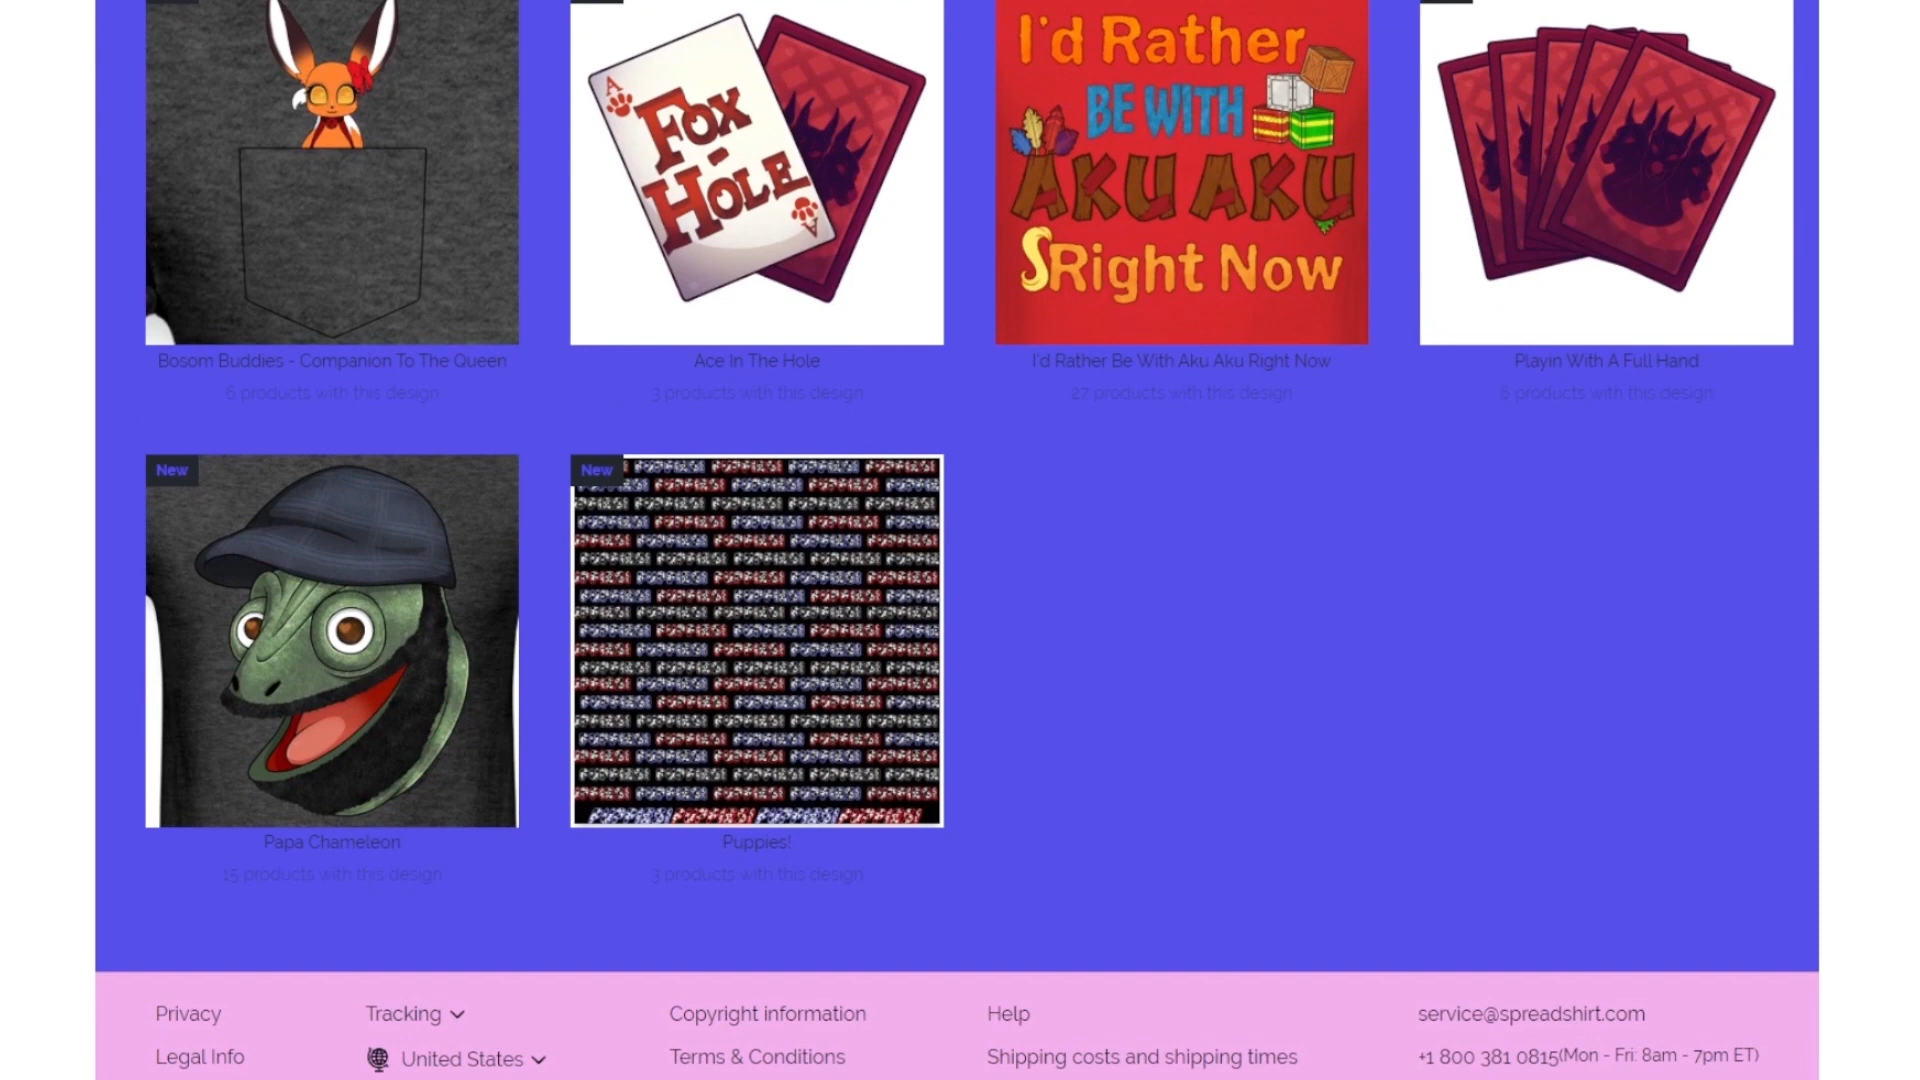 I'd Rather
BE WITH
AKU AKU
Right Now
A
FOX
-
HOLE
A
Bosom Buddies - Companion To The Queen
Ace In The Hole
I'd Rather Be With Aku Aku Right Now
Playin With A Full Hand
6 products with this design
3 products with this design
27 products with this design
6 products with this design
New
New
Papa Chameleon
Puppies!
15 products with this design
3 products with this design
Privacy
Tracking
Copyright information
Help
service@spreadshirt.com
Legal Info
United States
Terms & Conditions
Shipping costs and shipping times
+1 800 381 0815(Mon - Fri: 8am - 7pm ET)